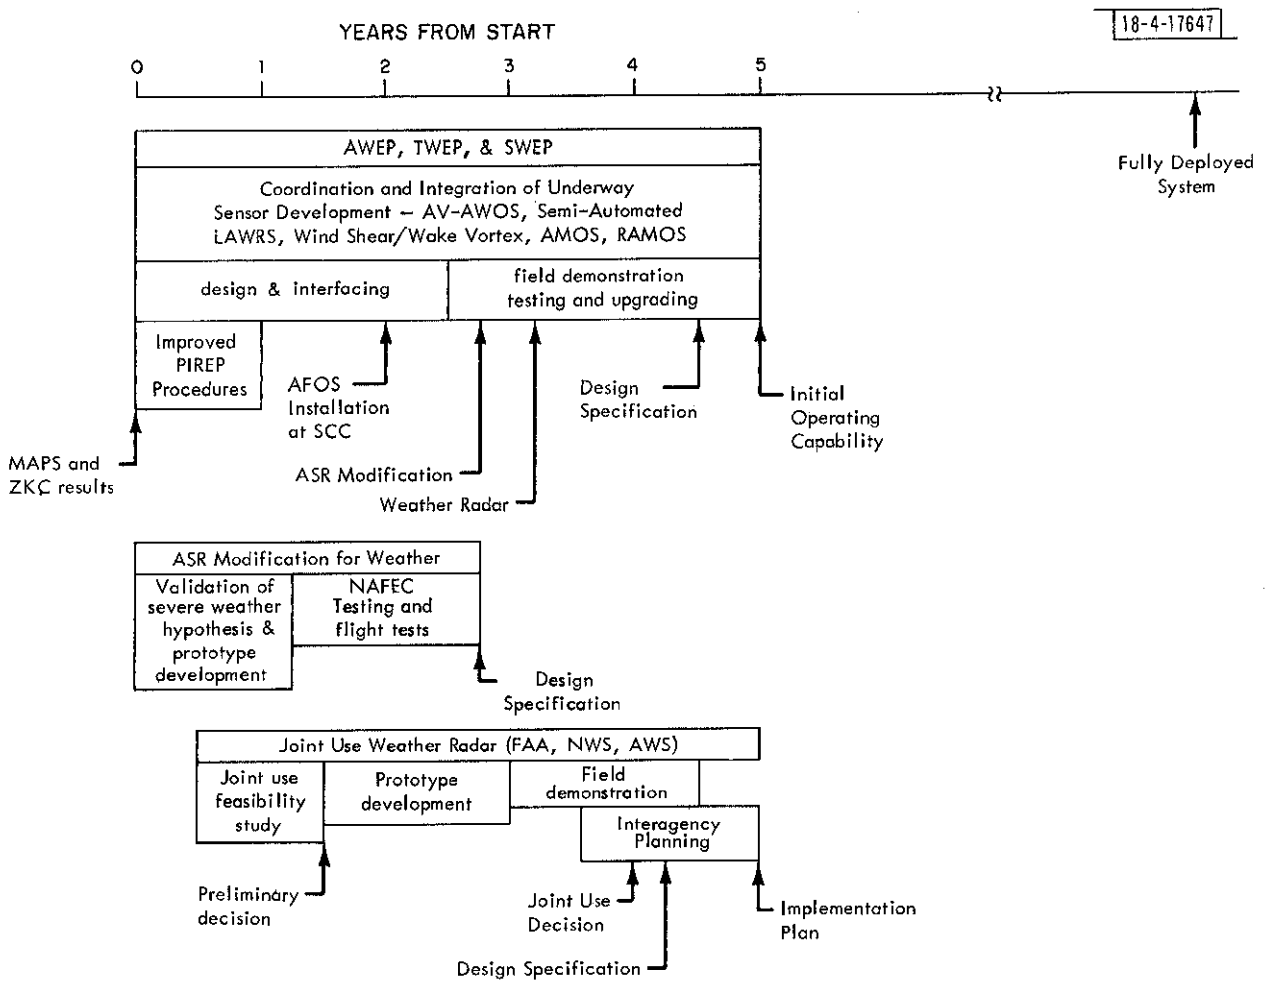 18-4-17647
YEARS FROM START
0 1 2 3 4 5
Fully Deployed
System
AWEP, TWEP, & SWEP
Coordination and Integration of Underway
Sensor Development – AV-AWOS, Semi-Automated
LAWRS, Wind Shear/Wake Vortex, AMOS, RAMOS
design & interfacing
field demonstration
testing and upgrading
Improved
PIREP
Procedures
AFOS
Installation
at SCC
Design
Specification
Initial
Operating
Capability
MAPS and
ZKC results
ASR Modification
Weather Radar
ASR Modification for Weather
Validation of
severe weather
hypothesis &
prototype
development
NAFEC
Testing and
flight tests
Design
Specification
Joint Use Weather Radar (FAA, NWS, AWS)
Joint use
feasibility
study
Prototype
development
Field
demonstration
Interagency
Planning
Preliminary
decision
Joint Use
Decision
Implementation
Plan
Design Specification